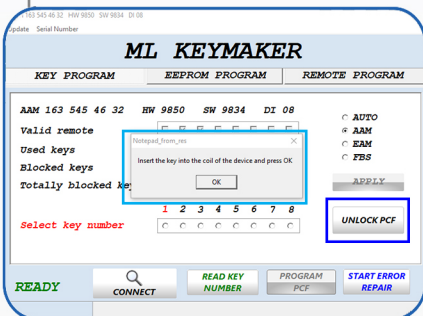 163 545 46 32 HW 9850 SW 9834 DI 08
Update Serial Number
ML KEYMAKER
KEY PROGRAM EEPROM PROGRAM REMOTE PROGRAM
AAM 163 545 46 32 HW 9850 SW 9834 DI 08
Valid remote
Used keys
Blocked keys
Totally blocked
Notepad_from_res
Insert the key into the coil of the device and press OK
OK
AUTO
AAM
EAM
FBS
APPLY
UNLOCK PCF
1 2 3 4 5 6 7 8
Select key number
READY
CONNECT
READ KEY
NUMBER
PROGRAM
PCF
START ERROR
REPAIR